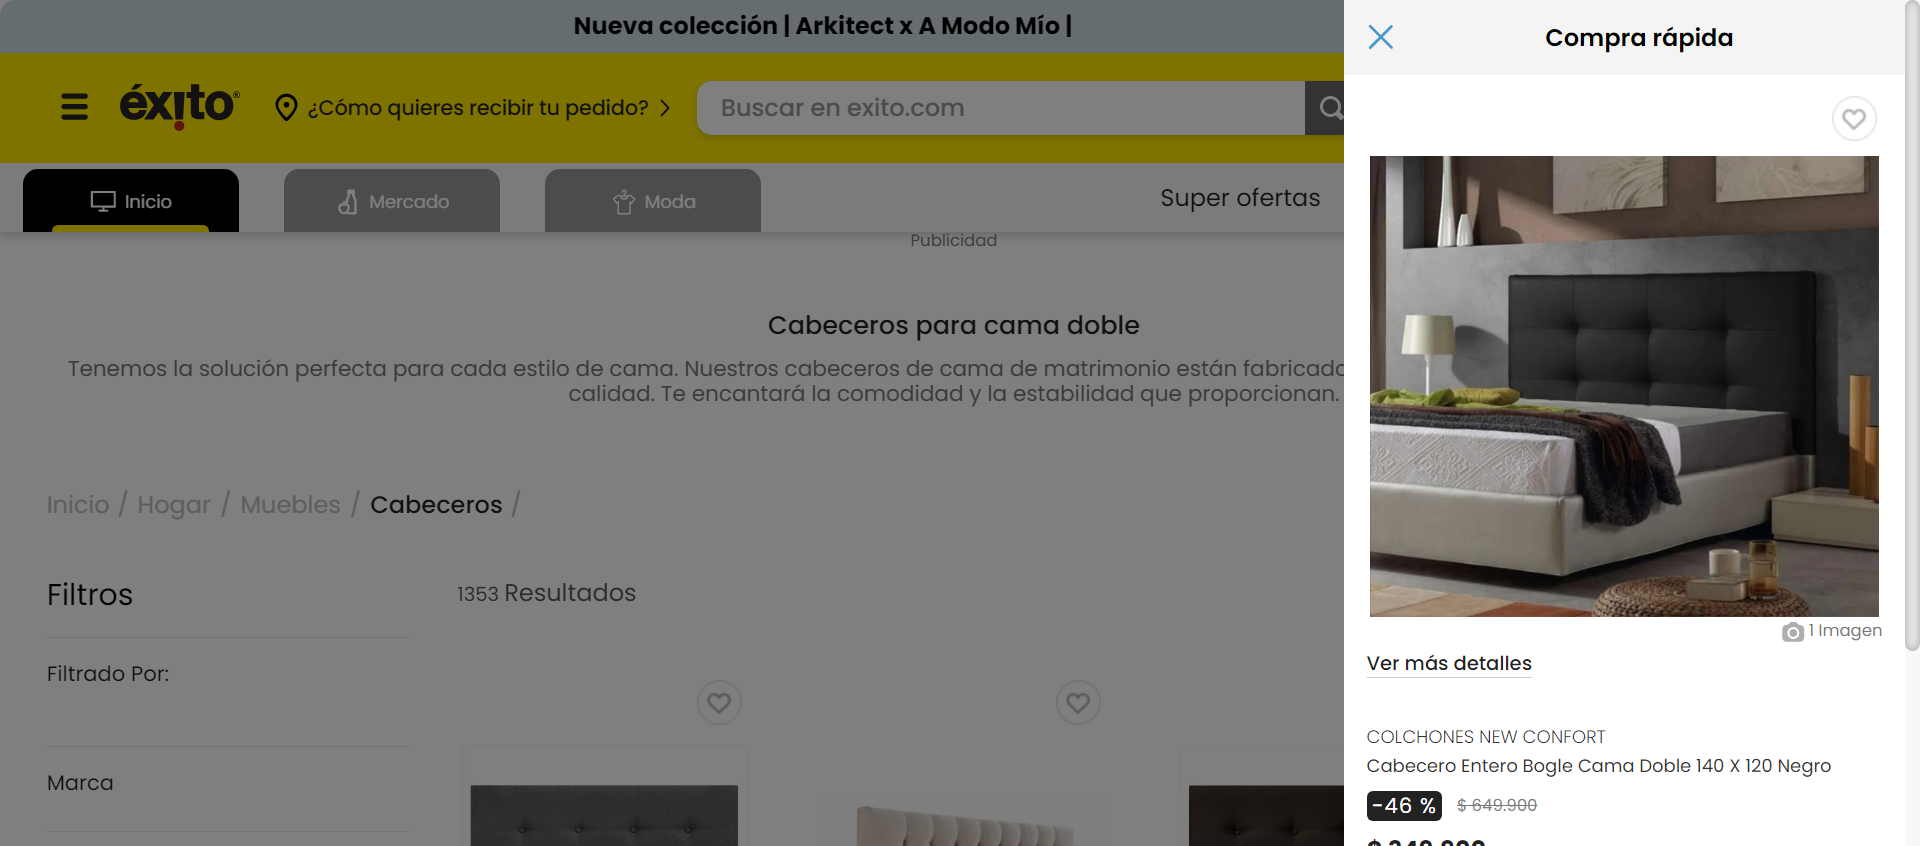 Nueva colección | Arkitect x A Modo Mío |
éxito®
¿Cómo quieres recibir tu pedido?
Buscar en exito.com
Inicio
Mercado
Moda
Super ofertas
Publicidad
Cabeceros para cama doble
Tenemos la solución perfecta para cada estilo de cama. Nuestros cabeceros de cama de matrimonio están
calidad. Te encantará la comodidad y la estabilidad que proporcionan.
Inicio / Hogar / Muebles / Cabeceros /
Filtros
1353 Resultados
Filtrado Por:
Marca
Compra rápida
1 Imagen
Ver más detalles
COLCHONES NEW CONFORT
Cabecero Entero Bogle Cama Doble 140 X 120 Negro
-46 % $ 649.900